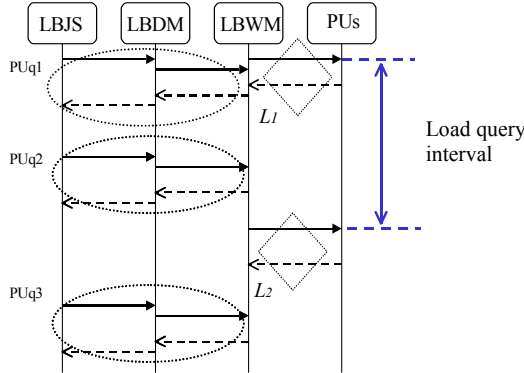 LBJS LBDM LBWM PUs
PUq1
L1
Load query
interval
PUq2
L2
PUq3